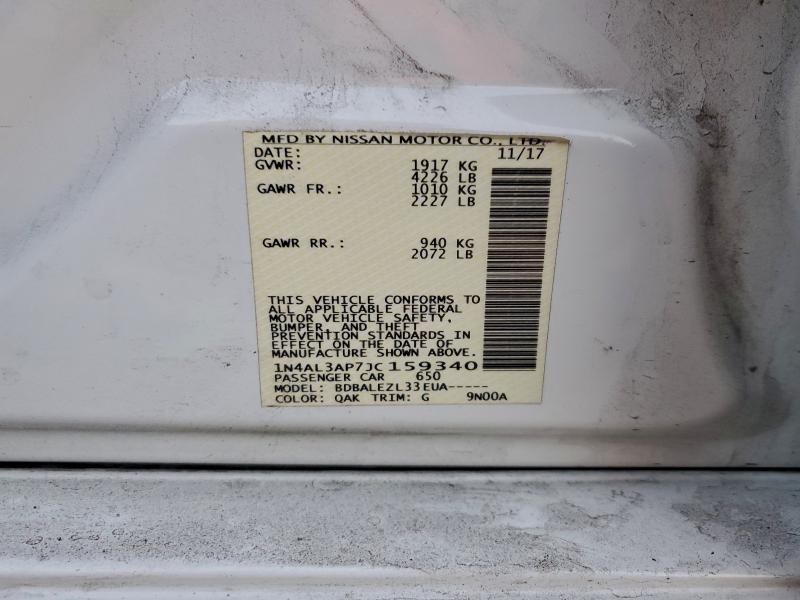 MFD BY NISSAN MOTOR CO., LTD.
DATE: 11/17
GVWR: 1917 KG
4226 LB
GAWR FR.: 1010 KG
2227 LB
GAWR RR.: 940 KG
2072 LB
THIS VEHICLE CONFORMS TO
ALL APPLICABLE FEDERAL
MOTOR VEHICLE SAFETY,
BUMPER, AND THEFT
PREVENTION STANDARDS IN
EFFECT ON THE DATE OF
MANUFACTURE SHOWN ABOVE.
1N4AL3AP7JC159340
PASSENGER CAR 650
MODEL: BDBALEZL33EUA-----
COLOR: QAK TRIM: G 9N00A